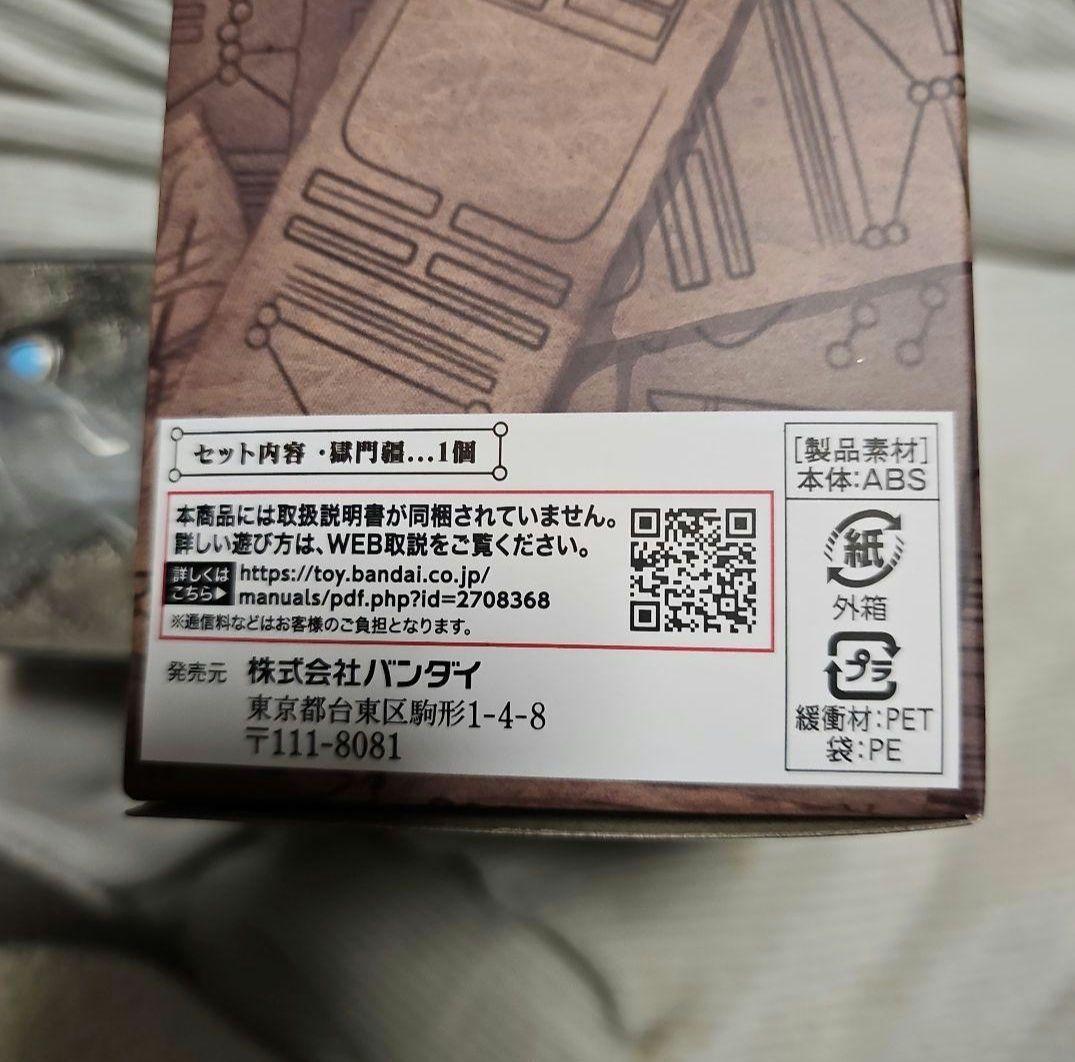 セット内容・獄門疆…1個
[製品素材]
本体:ABS
本商品には取扱説明書が同梱されていません。
詳しい遊び方は、WEB取説をご覧ください。
詳しくは
こちら▶
https://toy.bandai.co.jp/
manuals/pdf.php?id=2708368
※通信料などはお客様のご負担となります。
発売元 株式会社バンダイ
東京都台東区駒形1-4-8
〒111-8081
紙
外箱
プラ
緩衝材:PET
袋:PE